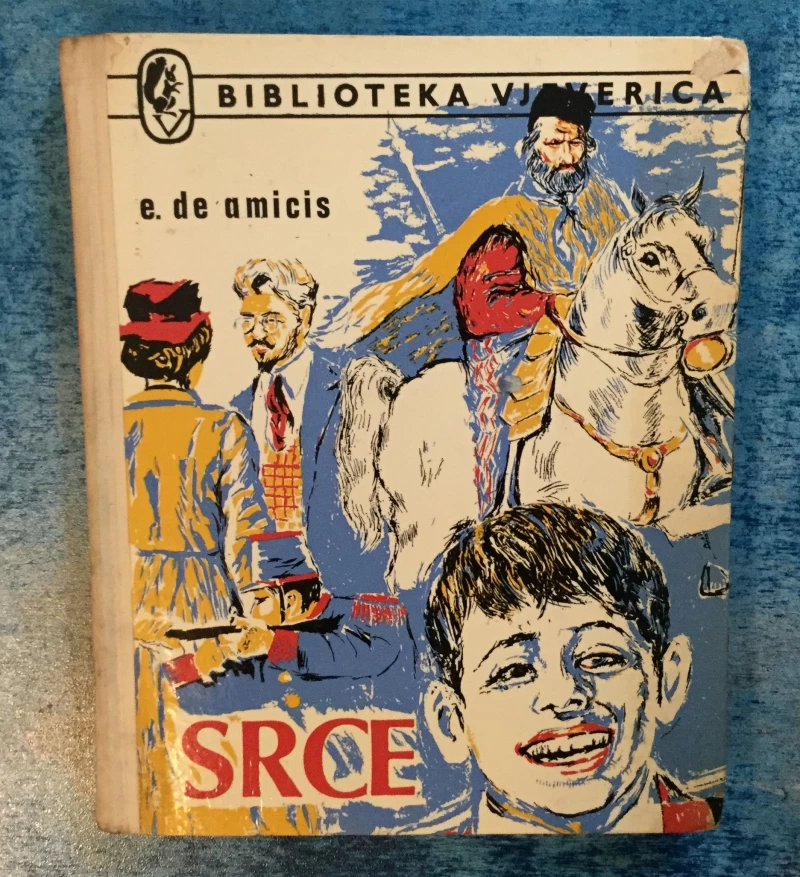 BIBLIOTEKA VJEVERICA
e. de amicis
SRCE